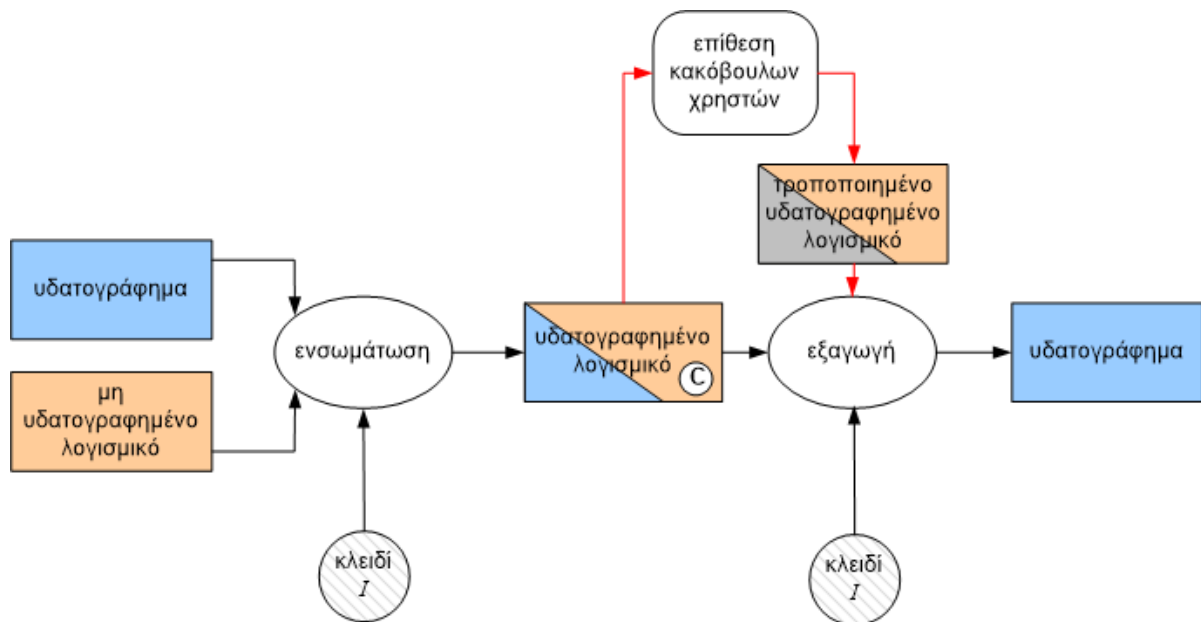 επίθεση
κακόβουλων
χρηστών
τροποποιημένο
υδατογραφημένο
λογισμικό
υδατογράφημα
ενσωμάτωση
υδατογραφημένο
λογισμικό
C
εξαγωγή
υδατογράφημα
μη
υδατογραφημένο
λογισμικό
κλειδί
I
κλειδί
I